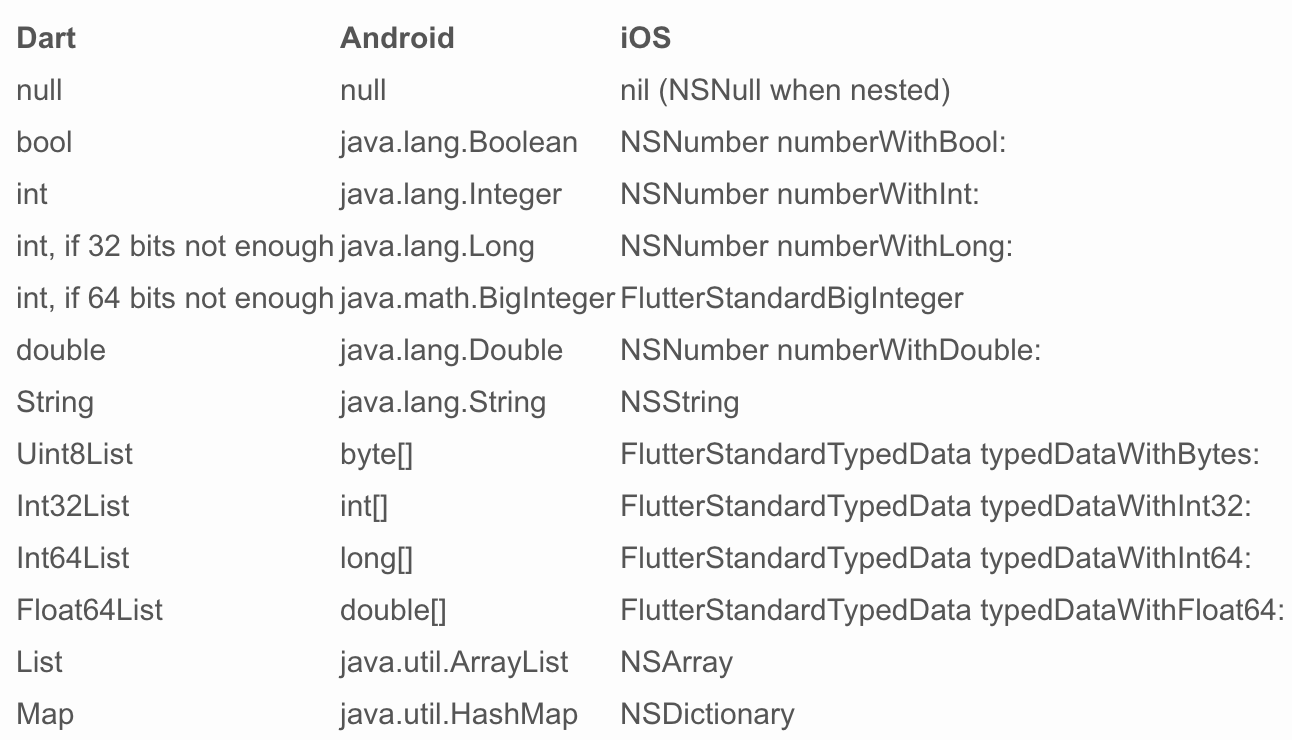 Dart Android iOS
null null nil (NSNull when nested)
bool java.lang.Boolean NSNumber numberWithBool:
int java.lang.Integer NSNumber numberWithInt:
int, if 32 bits not enough java.lang.Long NSNumber numberWithLong:
int, if 64 bits not enough java.math.BigInteger FlutterStandardBigInteger
double java.lang.Double NSNumber numberWithDouble:
String java.lang.String NSString
Uint8List byte[] FlutterStandardTypedData typedDataWithBytes:
Int32List int[] FlutterStandardTypedData typedDataWithInt32:
Int64List long[] FlutterStandardTypedData typedDataWithInt64:
Float64List double[] FlutterStandardTypedData typedDataWithFloat64:
List java.util.ArrayList NSArray
Map java.util.HashMap NSDictionary